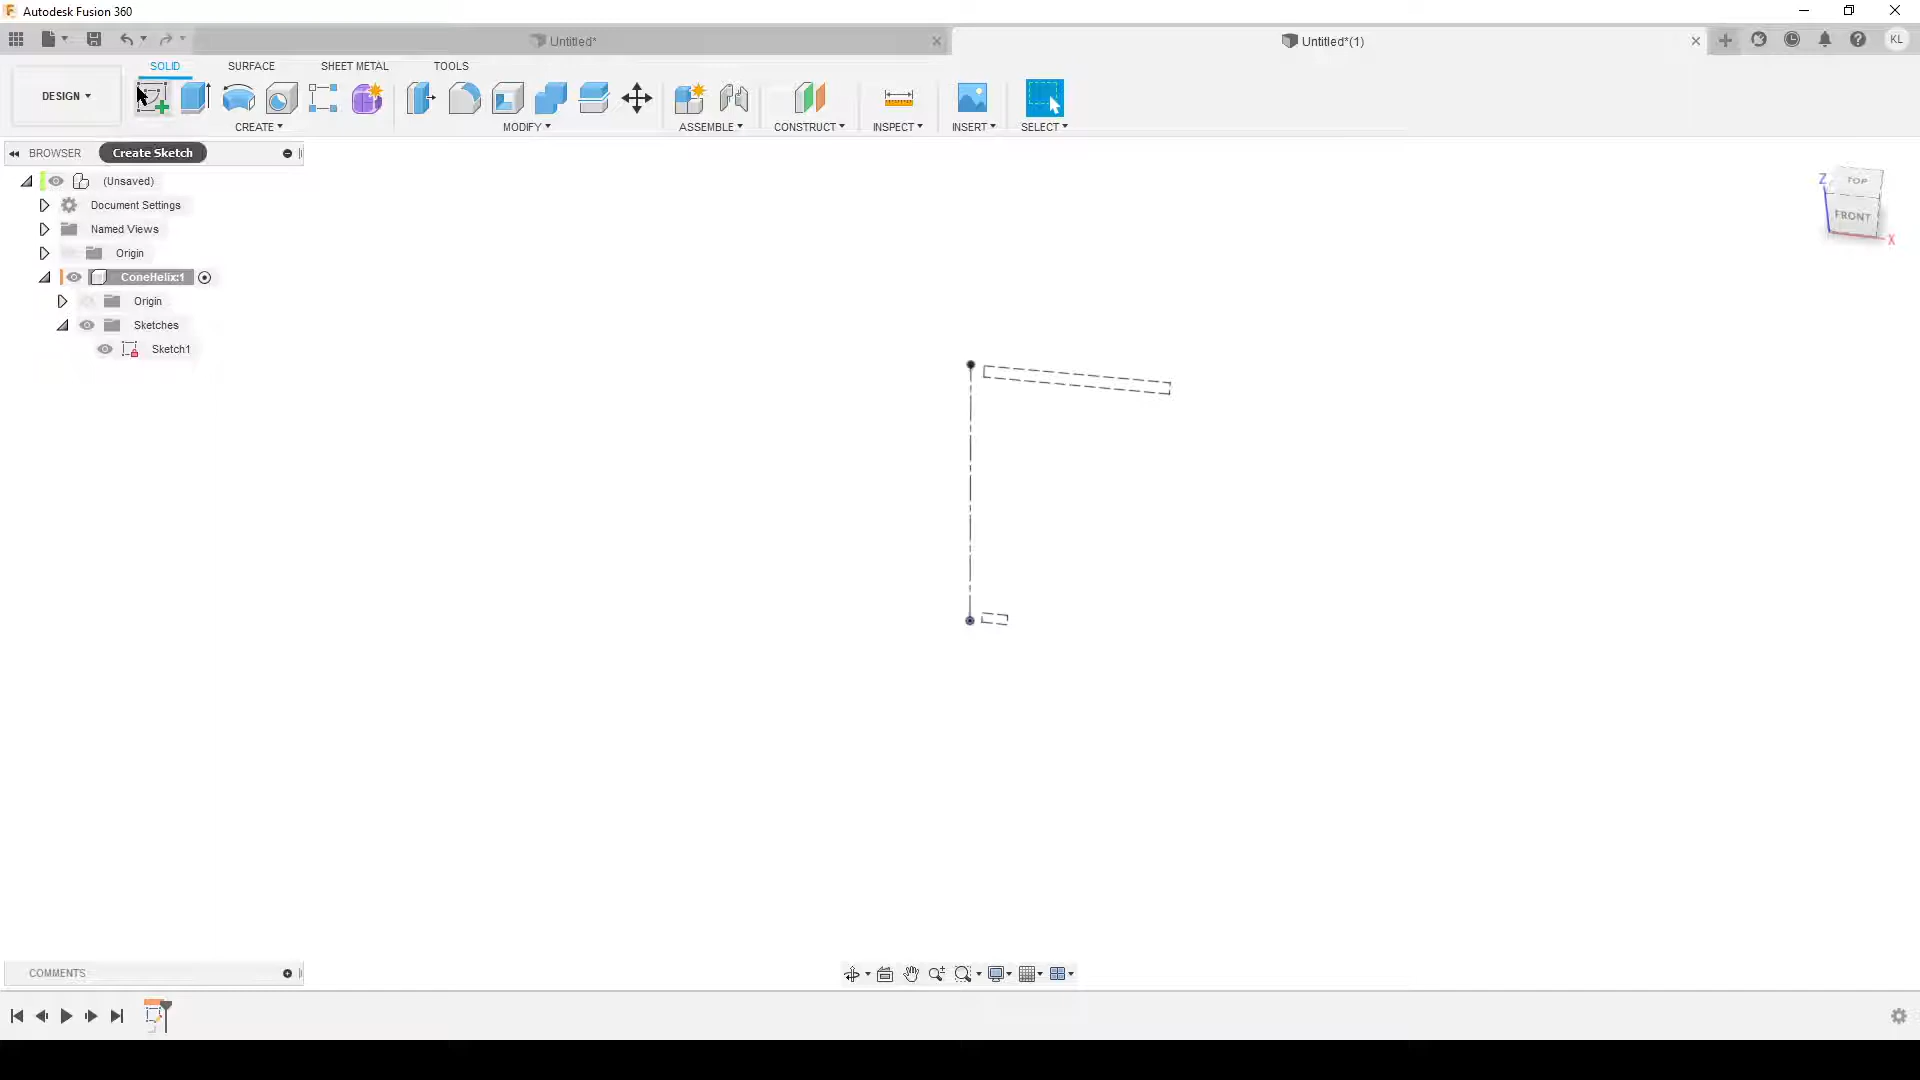 Autodesk Fusion 360
Untitled*
Untitled*(1)
KL
SOLID
SURFACE
SHEET METAL
TOOLS
DESIGN
CREATE
MODIFY
ASSEMBLE
CONSTRUCT
INSPECT
INSERT
SELECT
BROWSER
Create Sketch
(Unsaved)
Document Settings
Named Views
Origin
ConeHelix:1
Origin
Sketches
Sketch1
TOP
Z
FRONT
X
COMMENTS